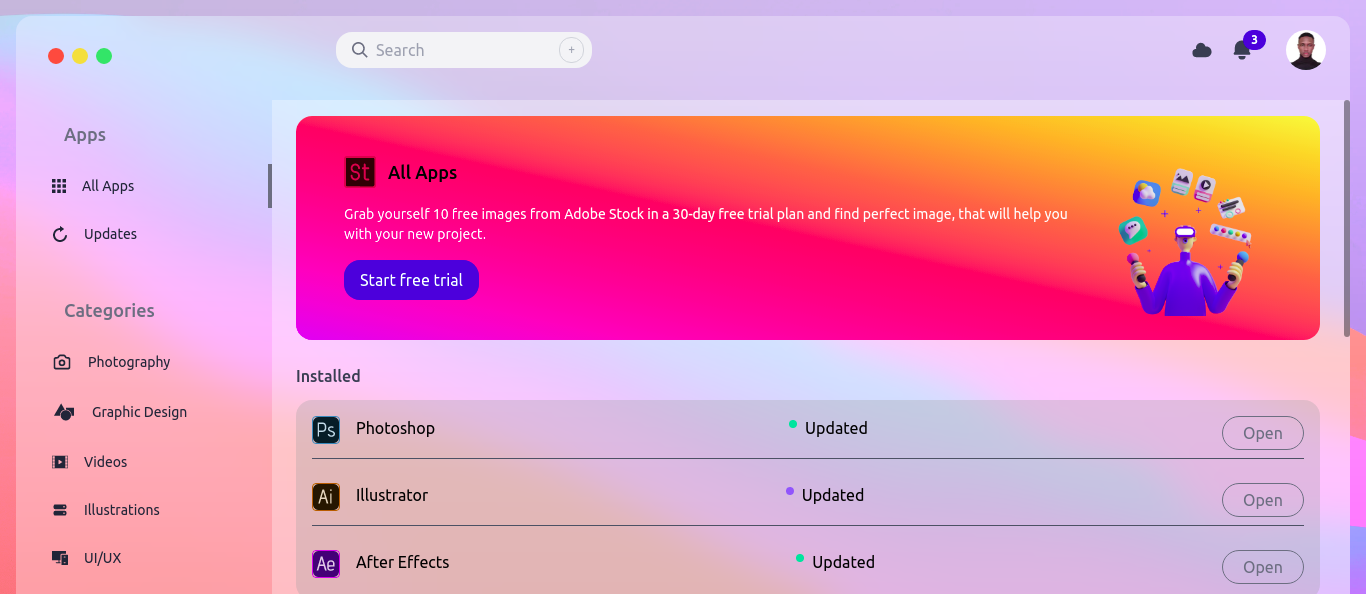 Search
+
3
Apps
All Apps
Updates
Categories
Photography
Graphic Design
Videos
Illustrations
UI/UX
St
All Apps
Grab yourself 10 free images from Adobe Stock in a 30-day free trial plan and find perfect image, that will help you
with your new project.
Start free trial
Installed
Ps Photoshop Updated Open
Ai Illustrator Updated Open
Ae After Effects Updated Open